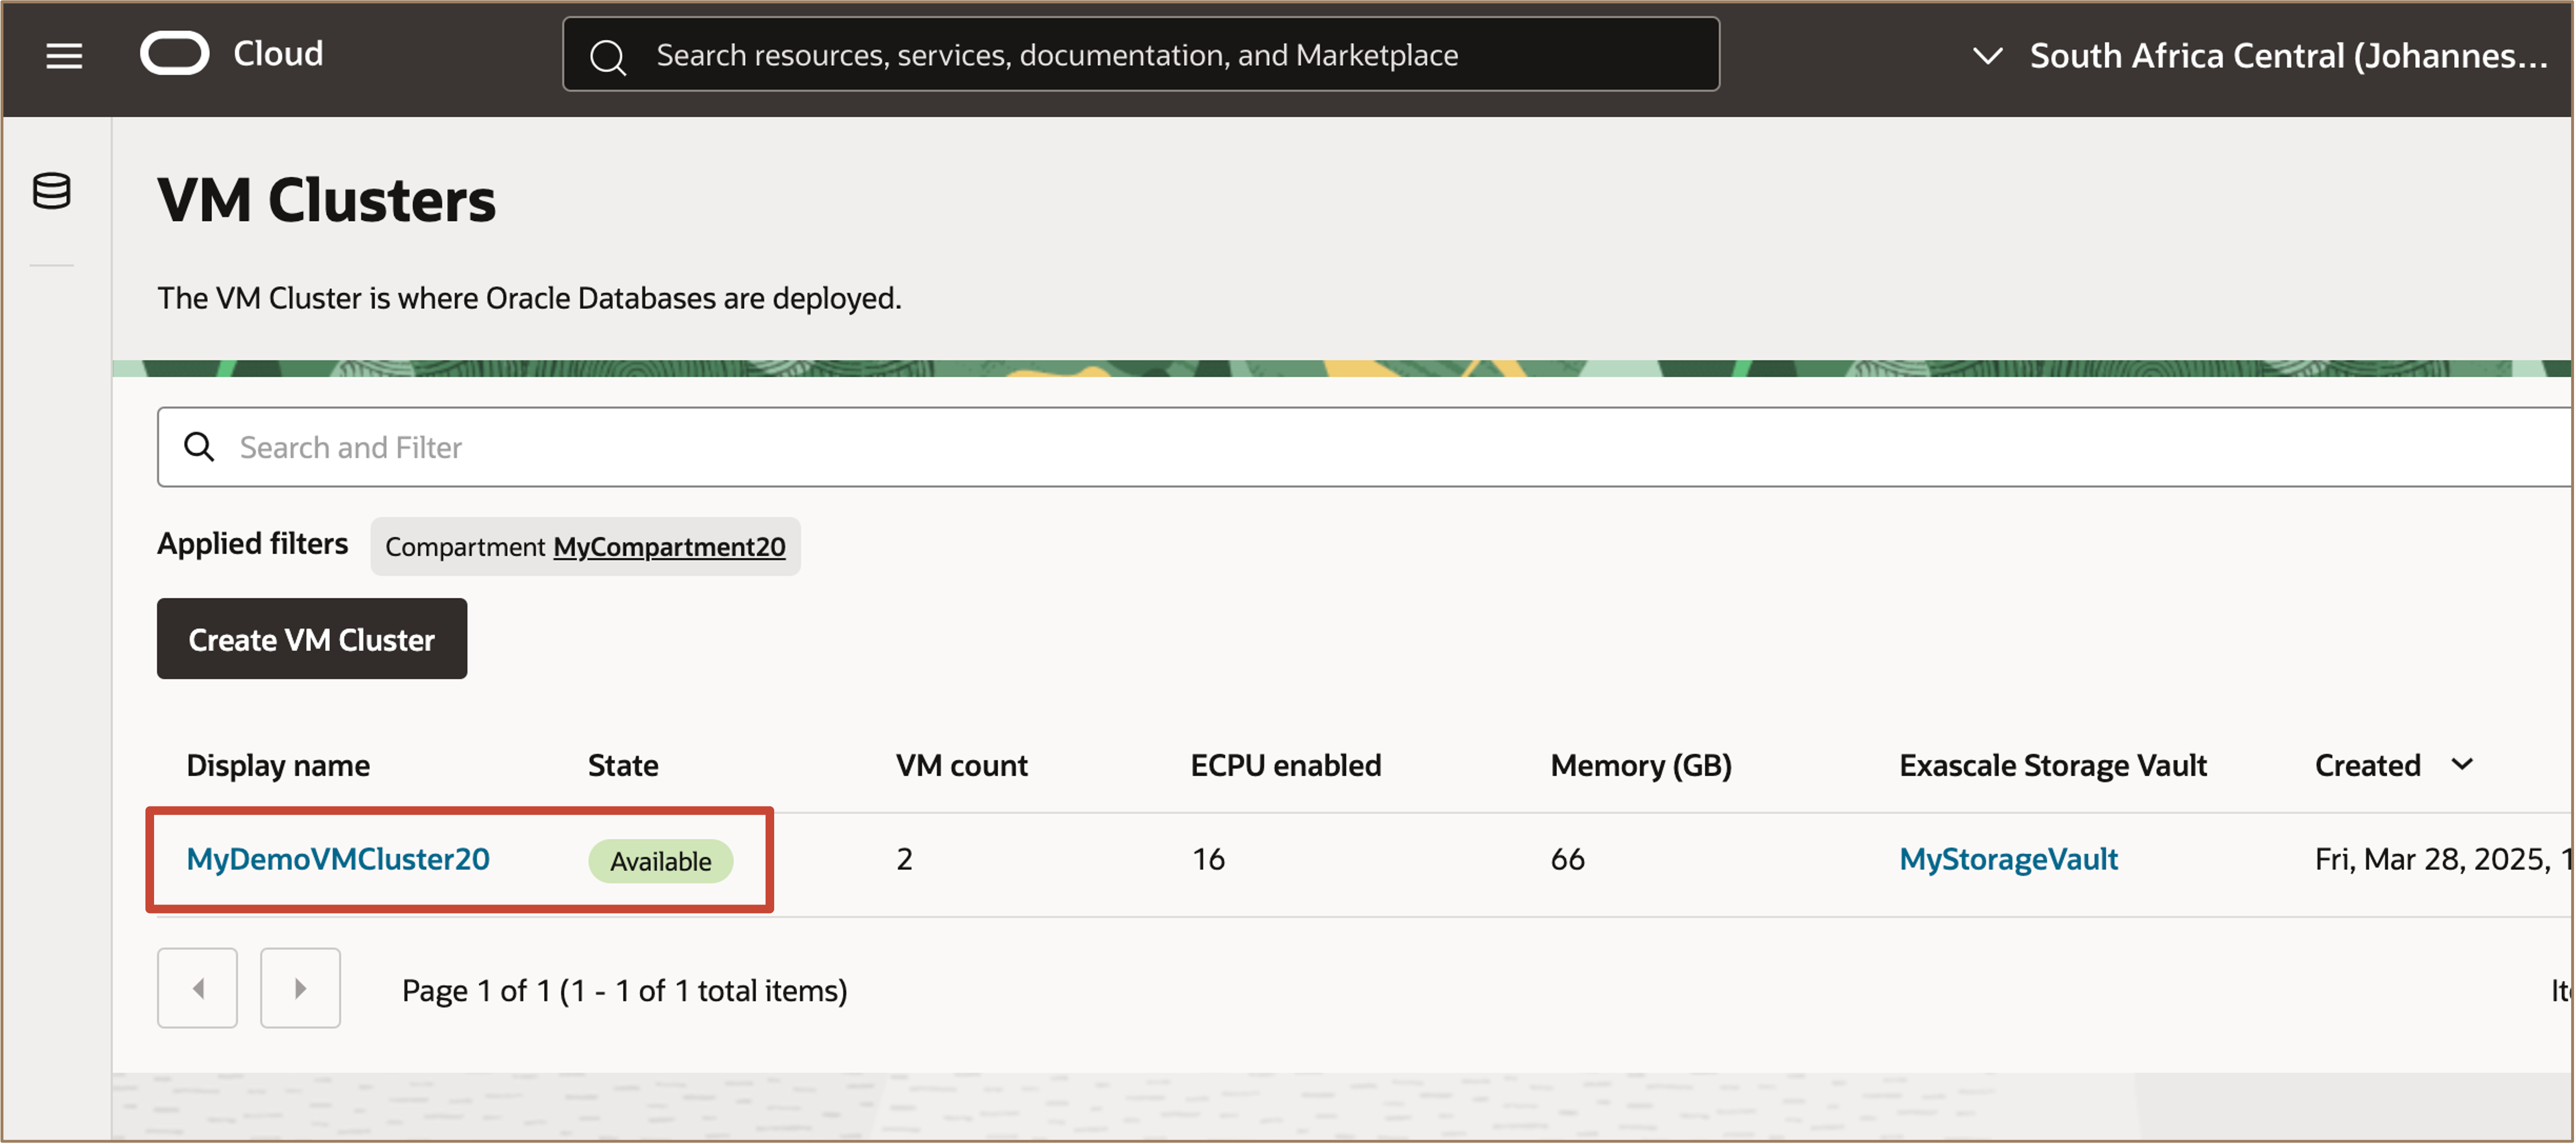 Cloud
Search resources, services, documentation, and Marketplace
South Africa Central (Johannes...
VM Clusters
The VM Cluster is where Oracle Databases are deployed.
Search and Filter
Applied filters Compartment MyCompartment20
Create VM Cluster
Display name State VM count ECPU enabled Memory (GB) Exascale Storage Vault Created
MyDemoVMCluster20 Available 2 16 66 MyStorageVault Fri, Mar 28, 2025, 1
Page 1 of 1 (1 - 1 of 1 total items)